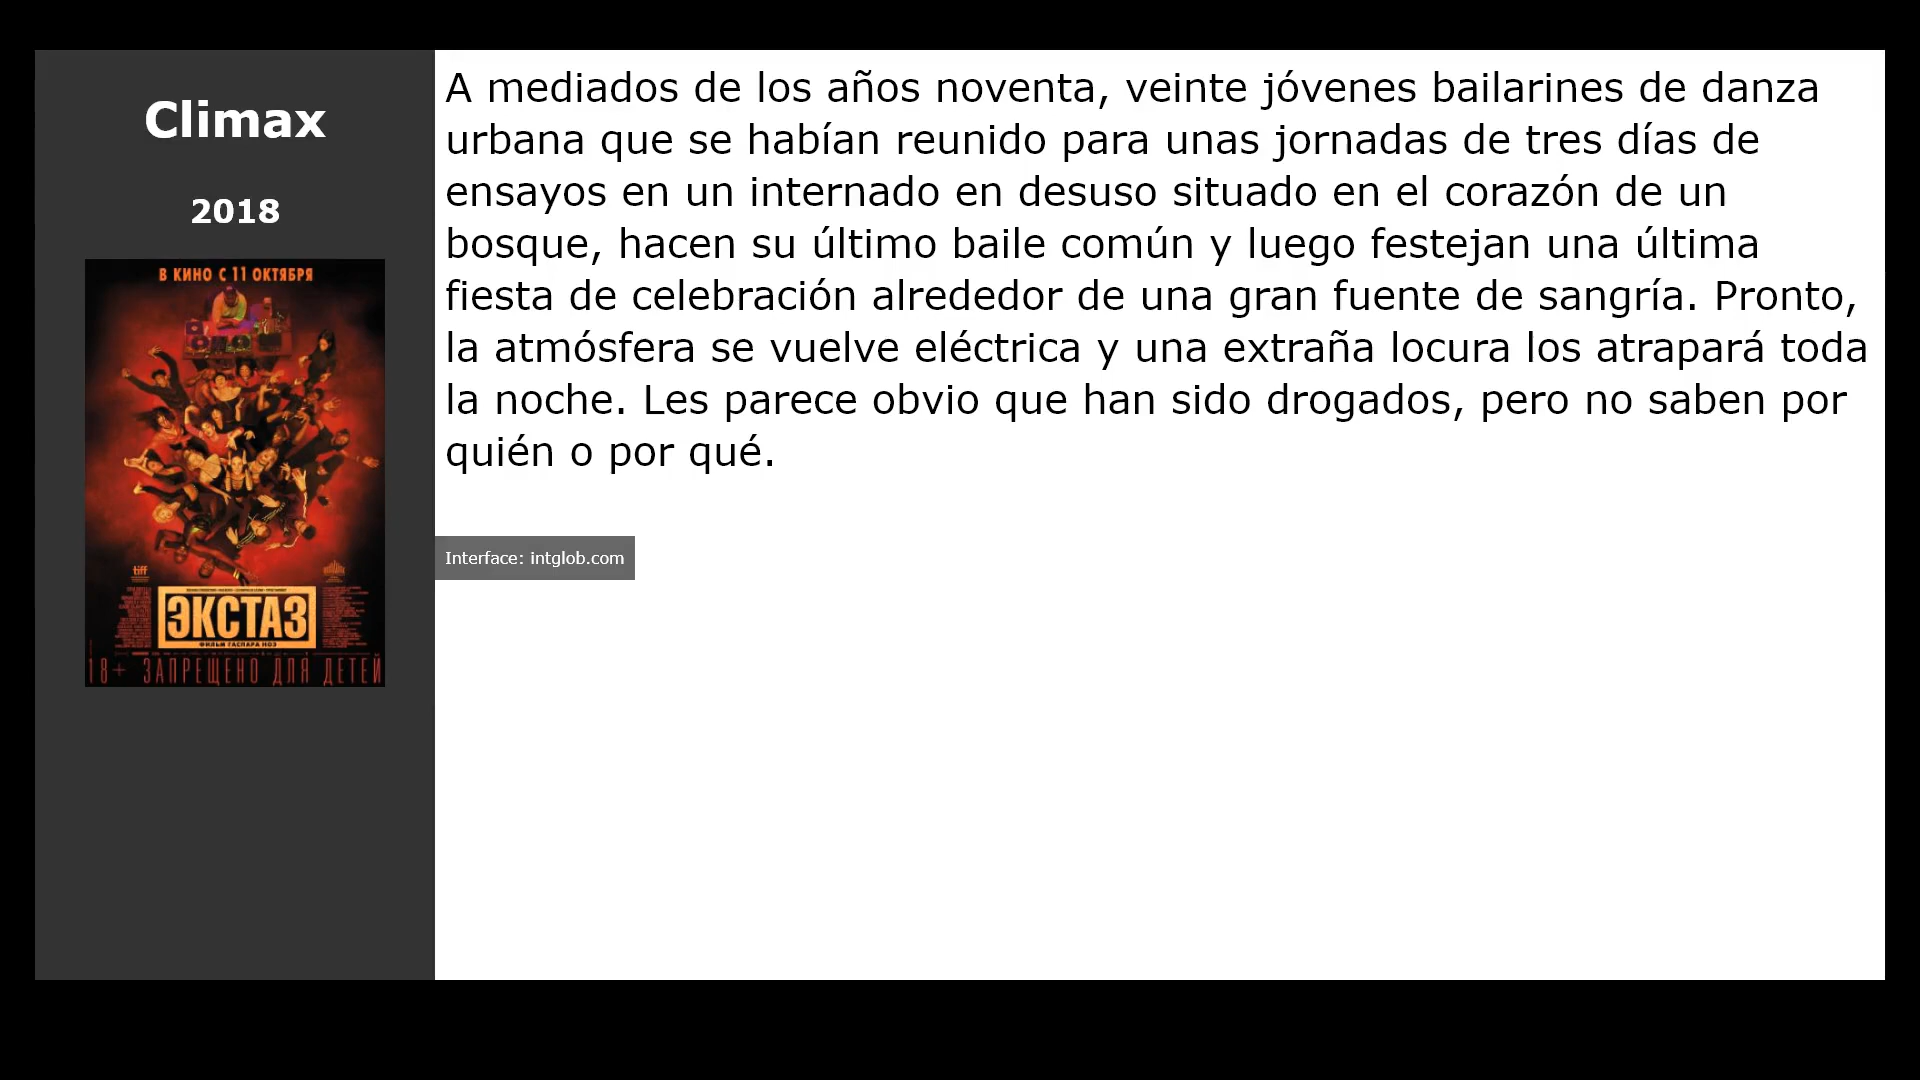 Climax
2018
В КИНО С 11 ОКТЯБРЯ
tiff
ЭКСТАЗ
ФИЛЬМ ГАСПАРА НОЭ
18+ ЗАПРЕЩЕНО ДЛЯ ДЕТЕЙ
A mediados de los años noventa, veinte jóvenes bailarines de danza
urbana que se habían reunido para unas jornadas de tres días de
ensayos en un internado en desuso situado en el corazón de un
bosque, hacen su último baile común y luego festejan una última
fiesta de celebración alrededor de una gran fuente de sangría. Pronto,
la atmósfera se vuelve eléctrica y una extraña locura los atrapará toda
la noche. Les parece obvio que han sido drogados, pero no saben por
quién o por qué.
Interface: intglob.com